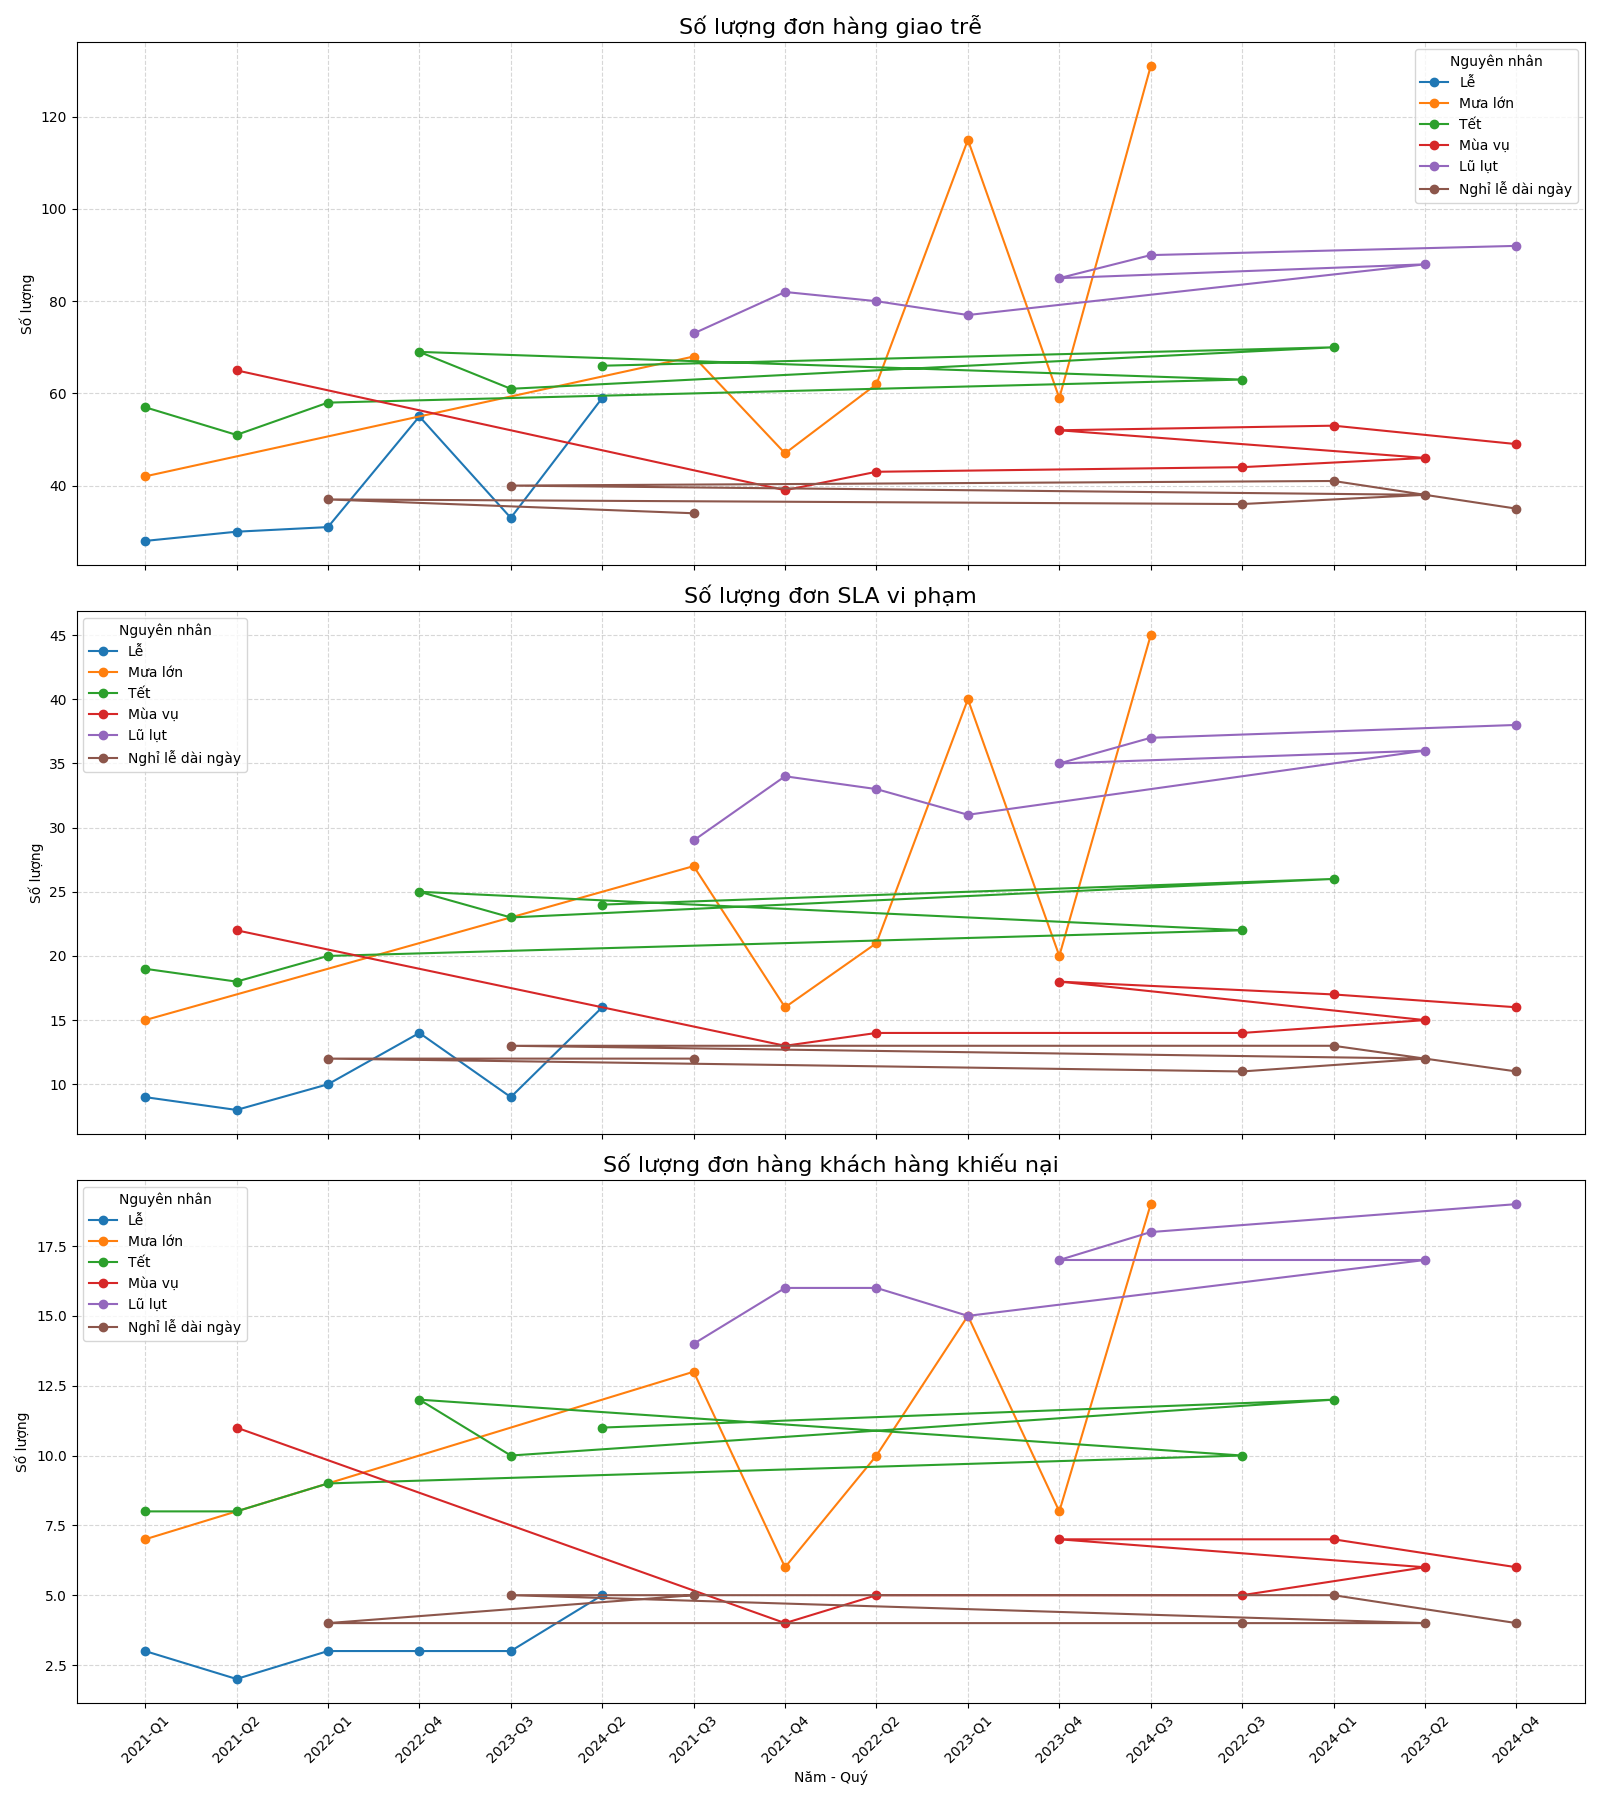 Số lượng đơn hàng giao trễ
Nguyên nhân
Lễ
Mưa lớn
Tết
Mùa vụ
Lũ lụt
Nghỉ lễ dài ngày
120
100
80
60
40
Số lượng
Số lượng đơn SLA vi phạm
Nguyên nhân
Lễ
Mưa lớn
Tết
Mùa vụ
Lũ lụt
Nghỉ lễ dài ngày
45
40
35
30
25
20
15
10
Số lượng
Số lượng đơn hàng khách hàng khiếu nại
Nguyên nhân
Lễ
Mưa lớn
Tết
Mùa vụ
Lũ lụt
Nghỉ lễ dài ngày
17.5
15.0
12.5
10.0
7.5
5.0
2.5
Số lượng
2021-Q1
2021-Q2
2022-Q1
2022-Q4
2023-Q3
2024-Q2
2021-Q3
2021-Q4
2022-Q2
2023-Q1
2023-Q4
2024-Q3
2022-Q3
2024-Q1
2023-Q2
2024-Q4
Năm - Quý